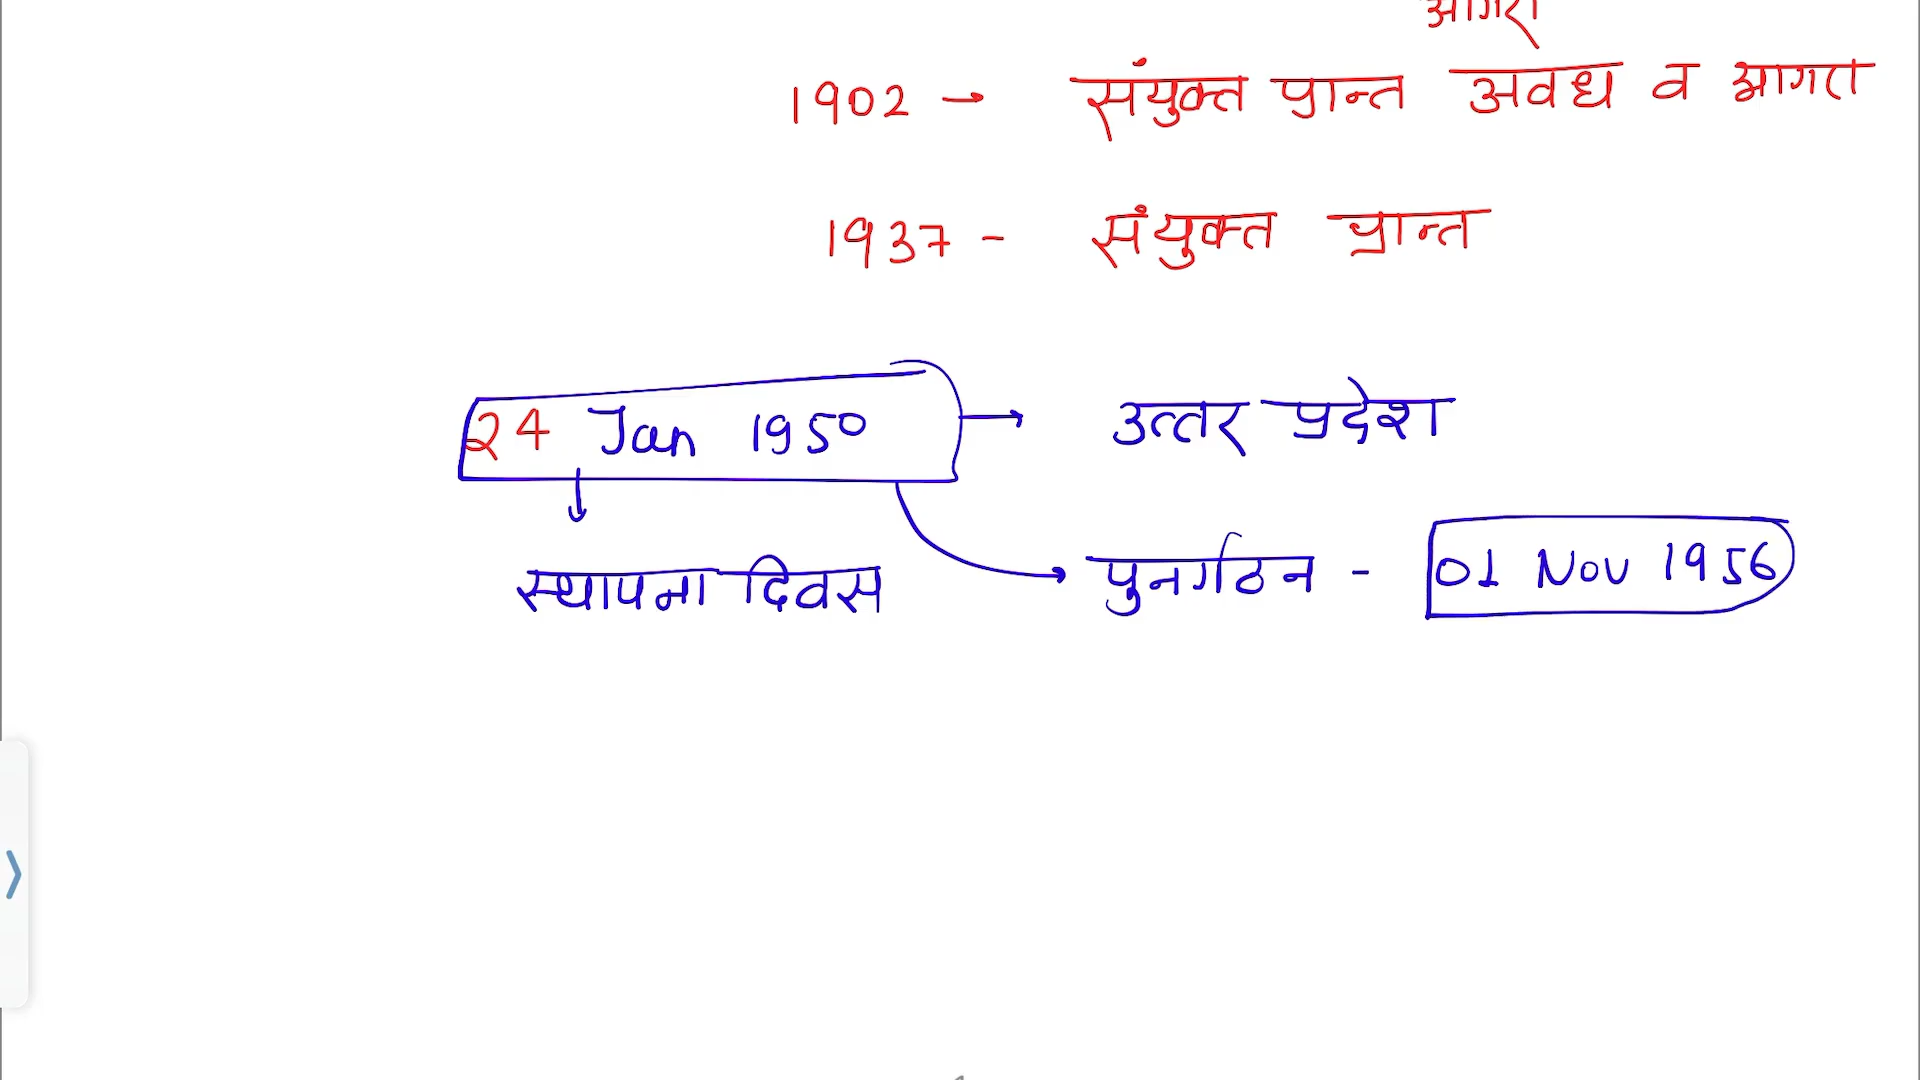 आगरा
1902 → संयुक्त प्रान्त अवध व आगरा
1937 - संयुक्त प्रान्त
24 Jan 1950 → उत्तर प्रदेश
स्थापना दिवस
पुनर्गठन - 01 Nov 1956